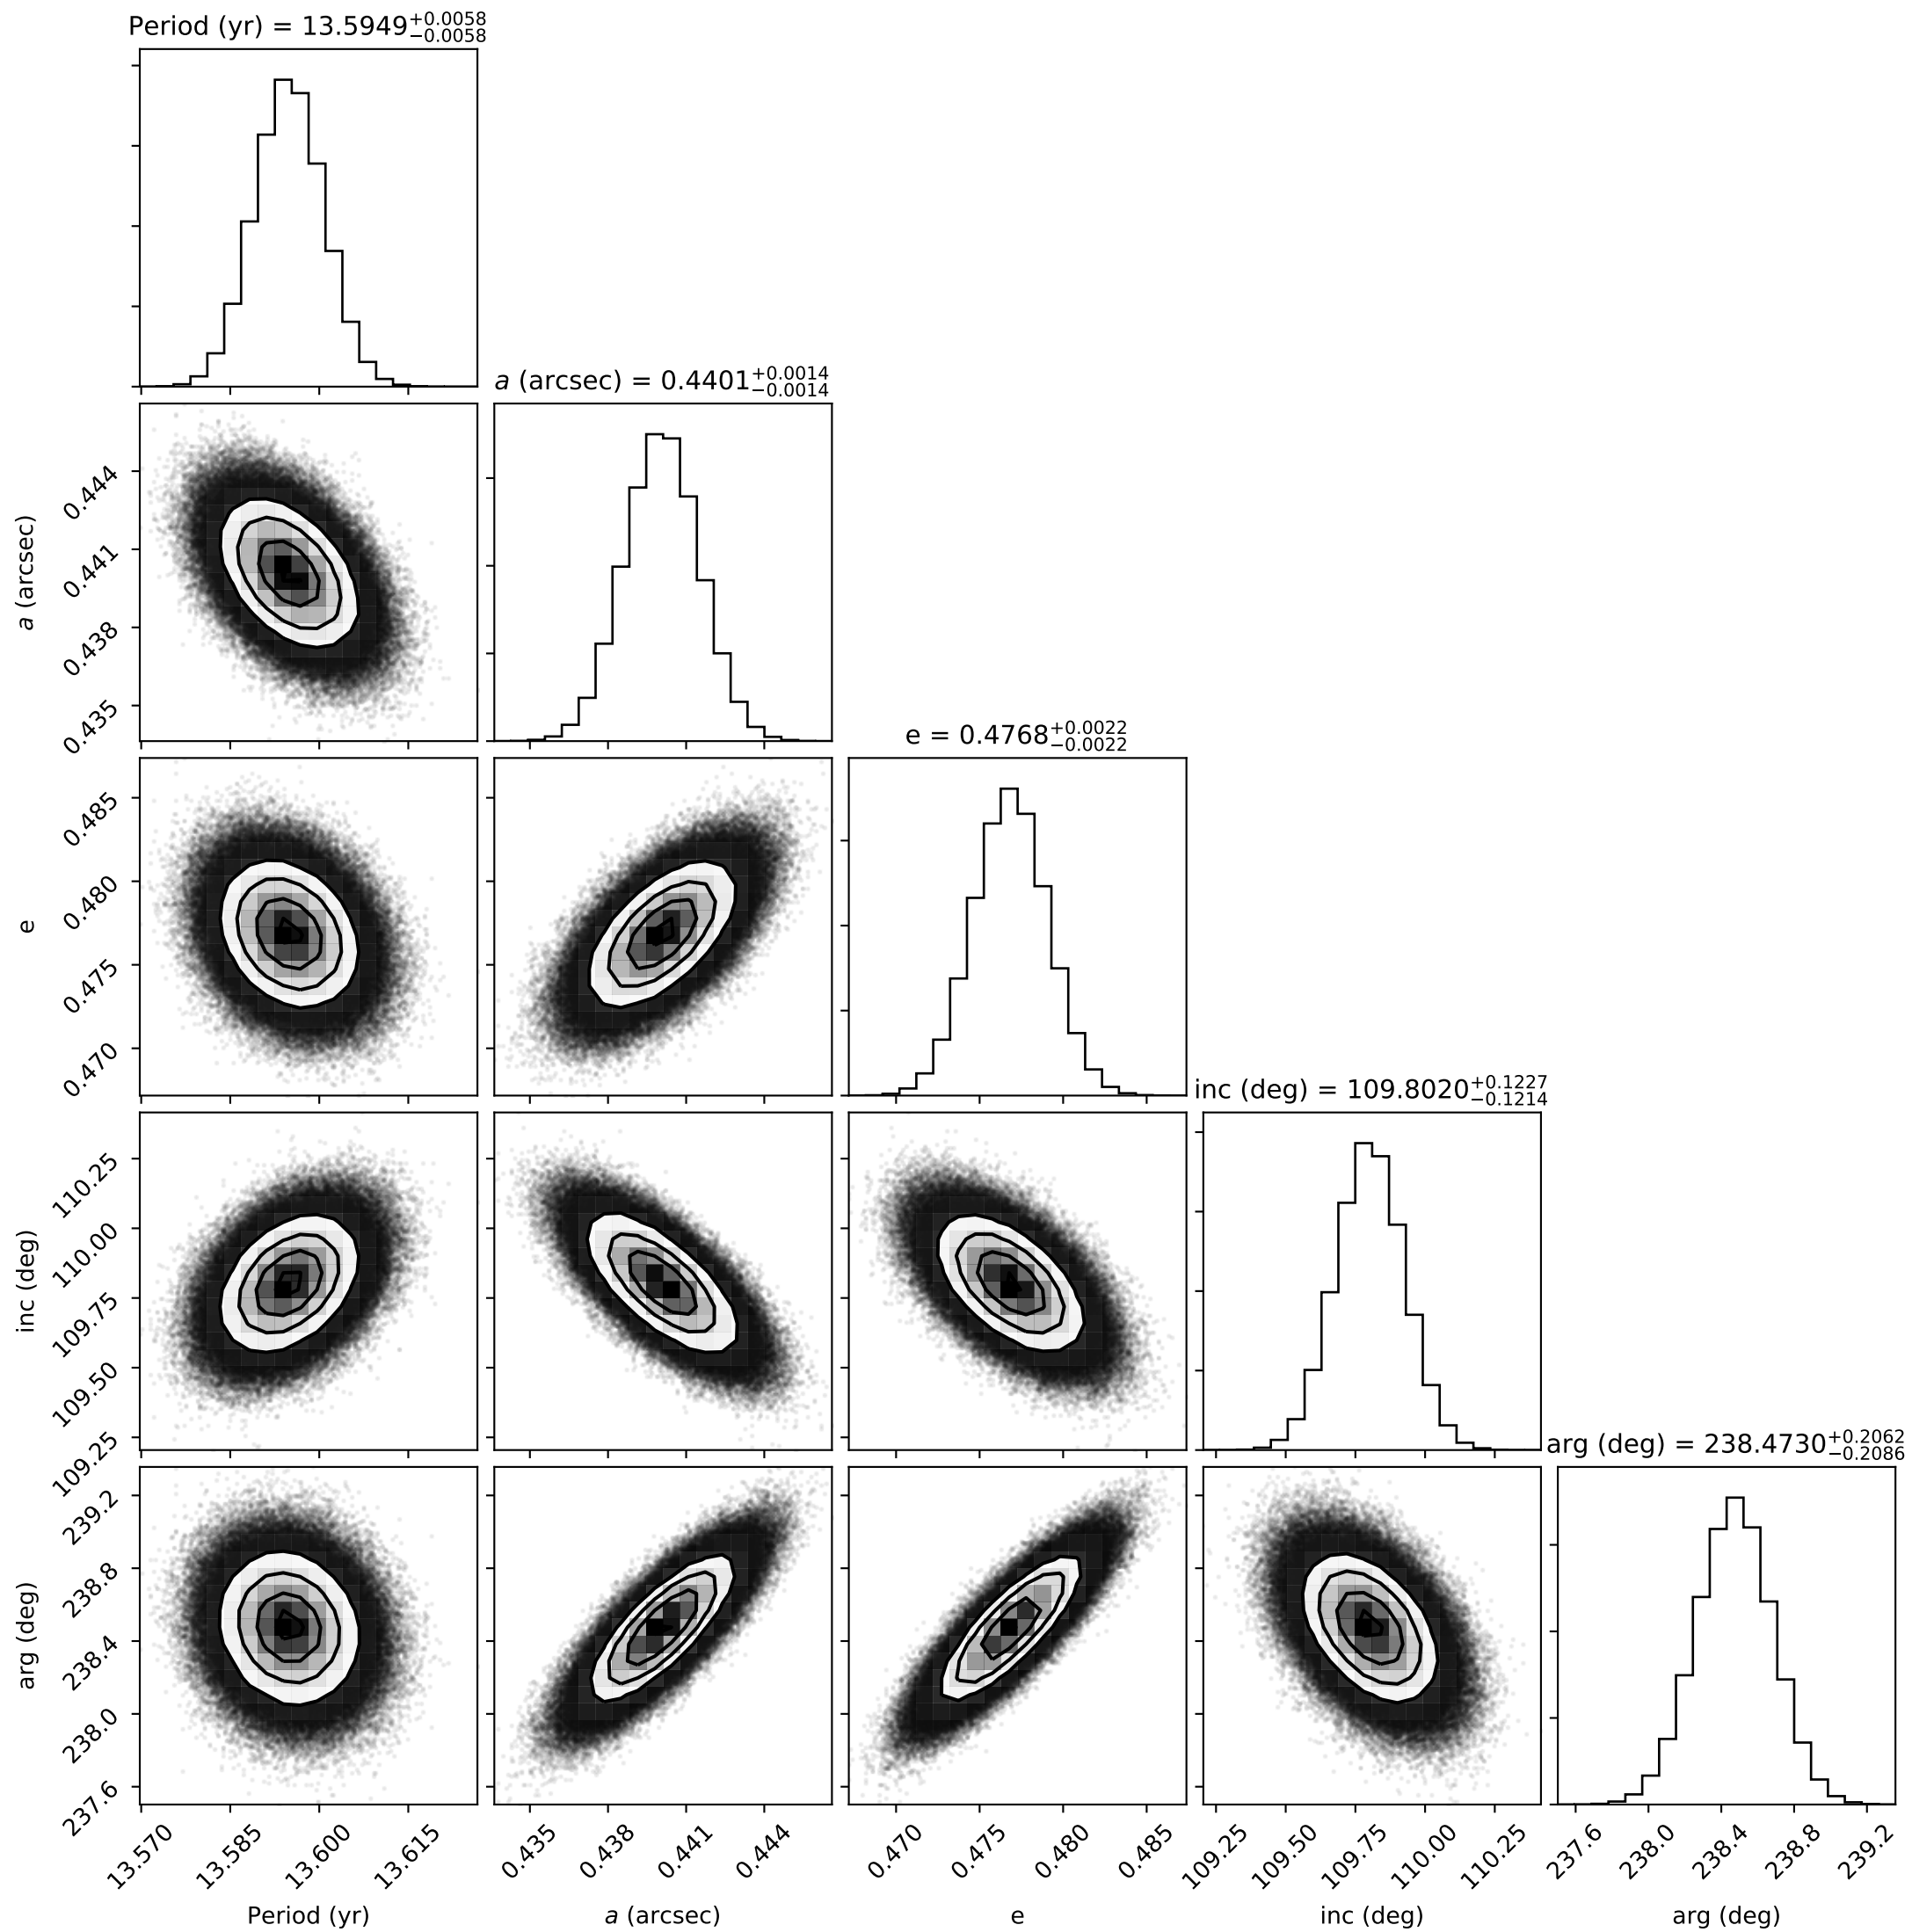 Period (yr) = 13.5949+0.0058−0.0058
a (arcsec) = 0.4401+0.0014−0.0014
0.444
0.441
0.438
0.435
a (arcsec)
e = 0.4768+0.0022−0.0022
0.485
0.480
0.475
0.470
e
inc (deg) = 109.8020+0.1227−0.1214
110.25
110.00
109.75
109.50
109.25
inc (deg)
arg (deg) = 238.4730+0.2062−0.2086
239.2
238.8
238.4
238.0
237.6
arg (deg)
13.570 13.585 13.600 13.615 0.435 0.438 0.441 0.444 0.470 0.475 0.480 0.485 109.25 109.50 109.75 110.00 110.25 237.6 238.0 238.4 238.8 239.2
Period (yr) a (arcsec) e inc (deg) arg (deg)